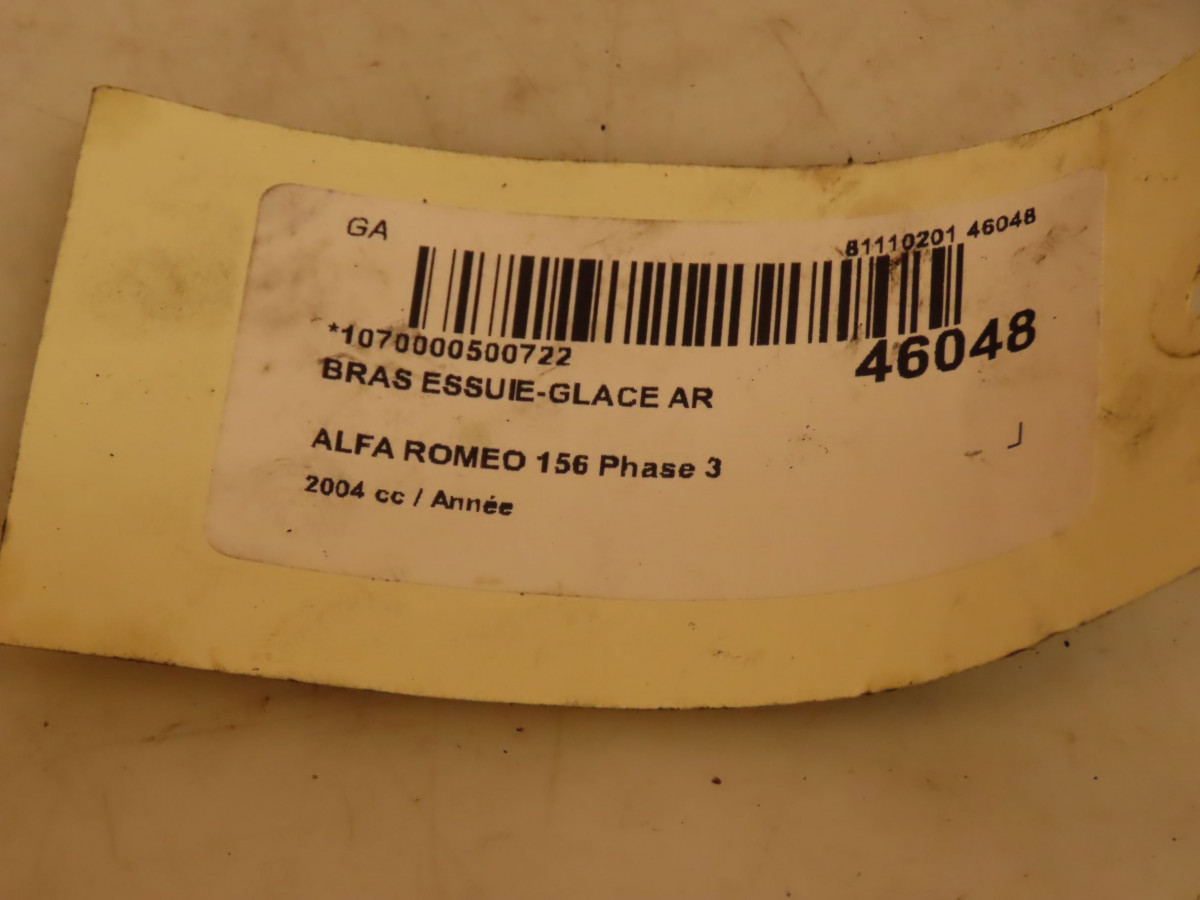 GA
81110201 46048
*1070000500722
46048
BRAS ESSUIE-GLACE AR
ALFA ROMEO 156 Phase 3
2004 cc / Année